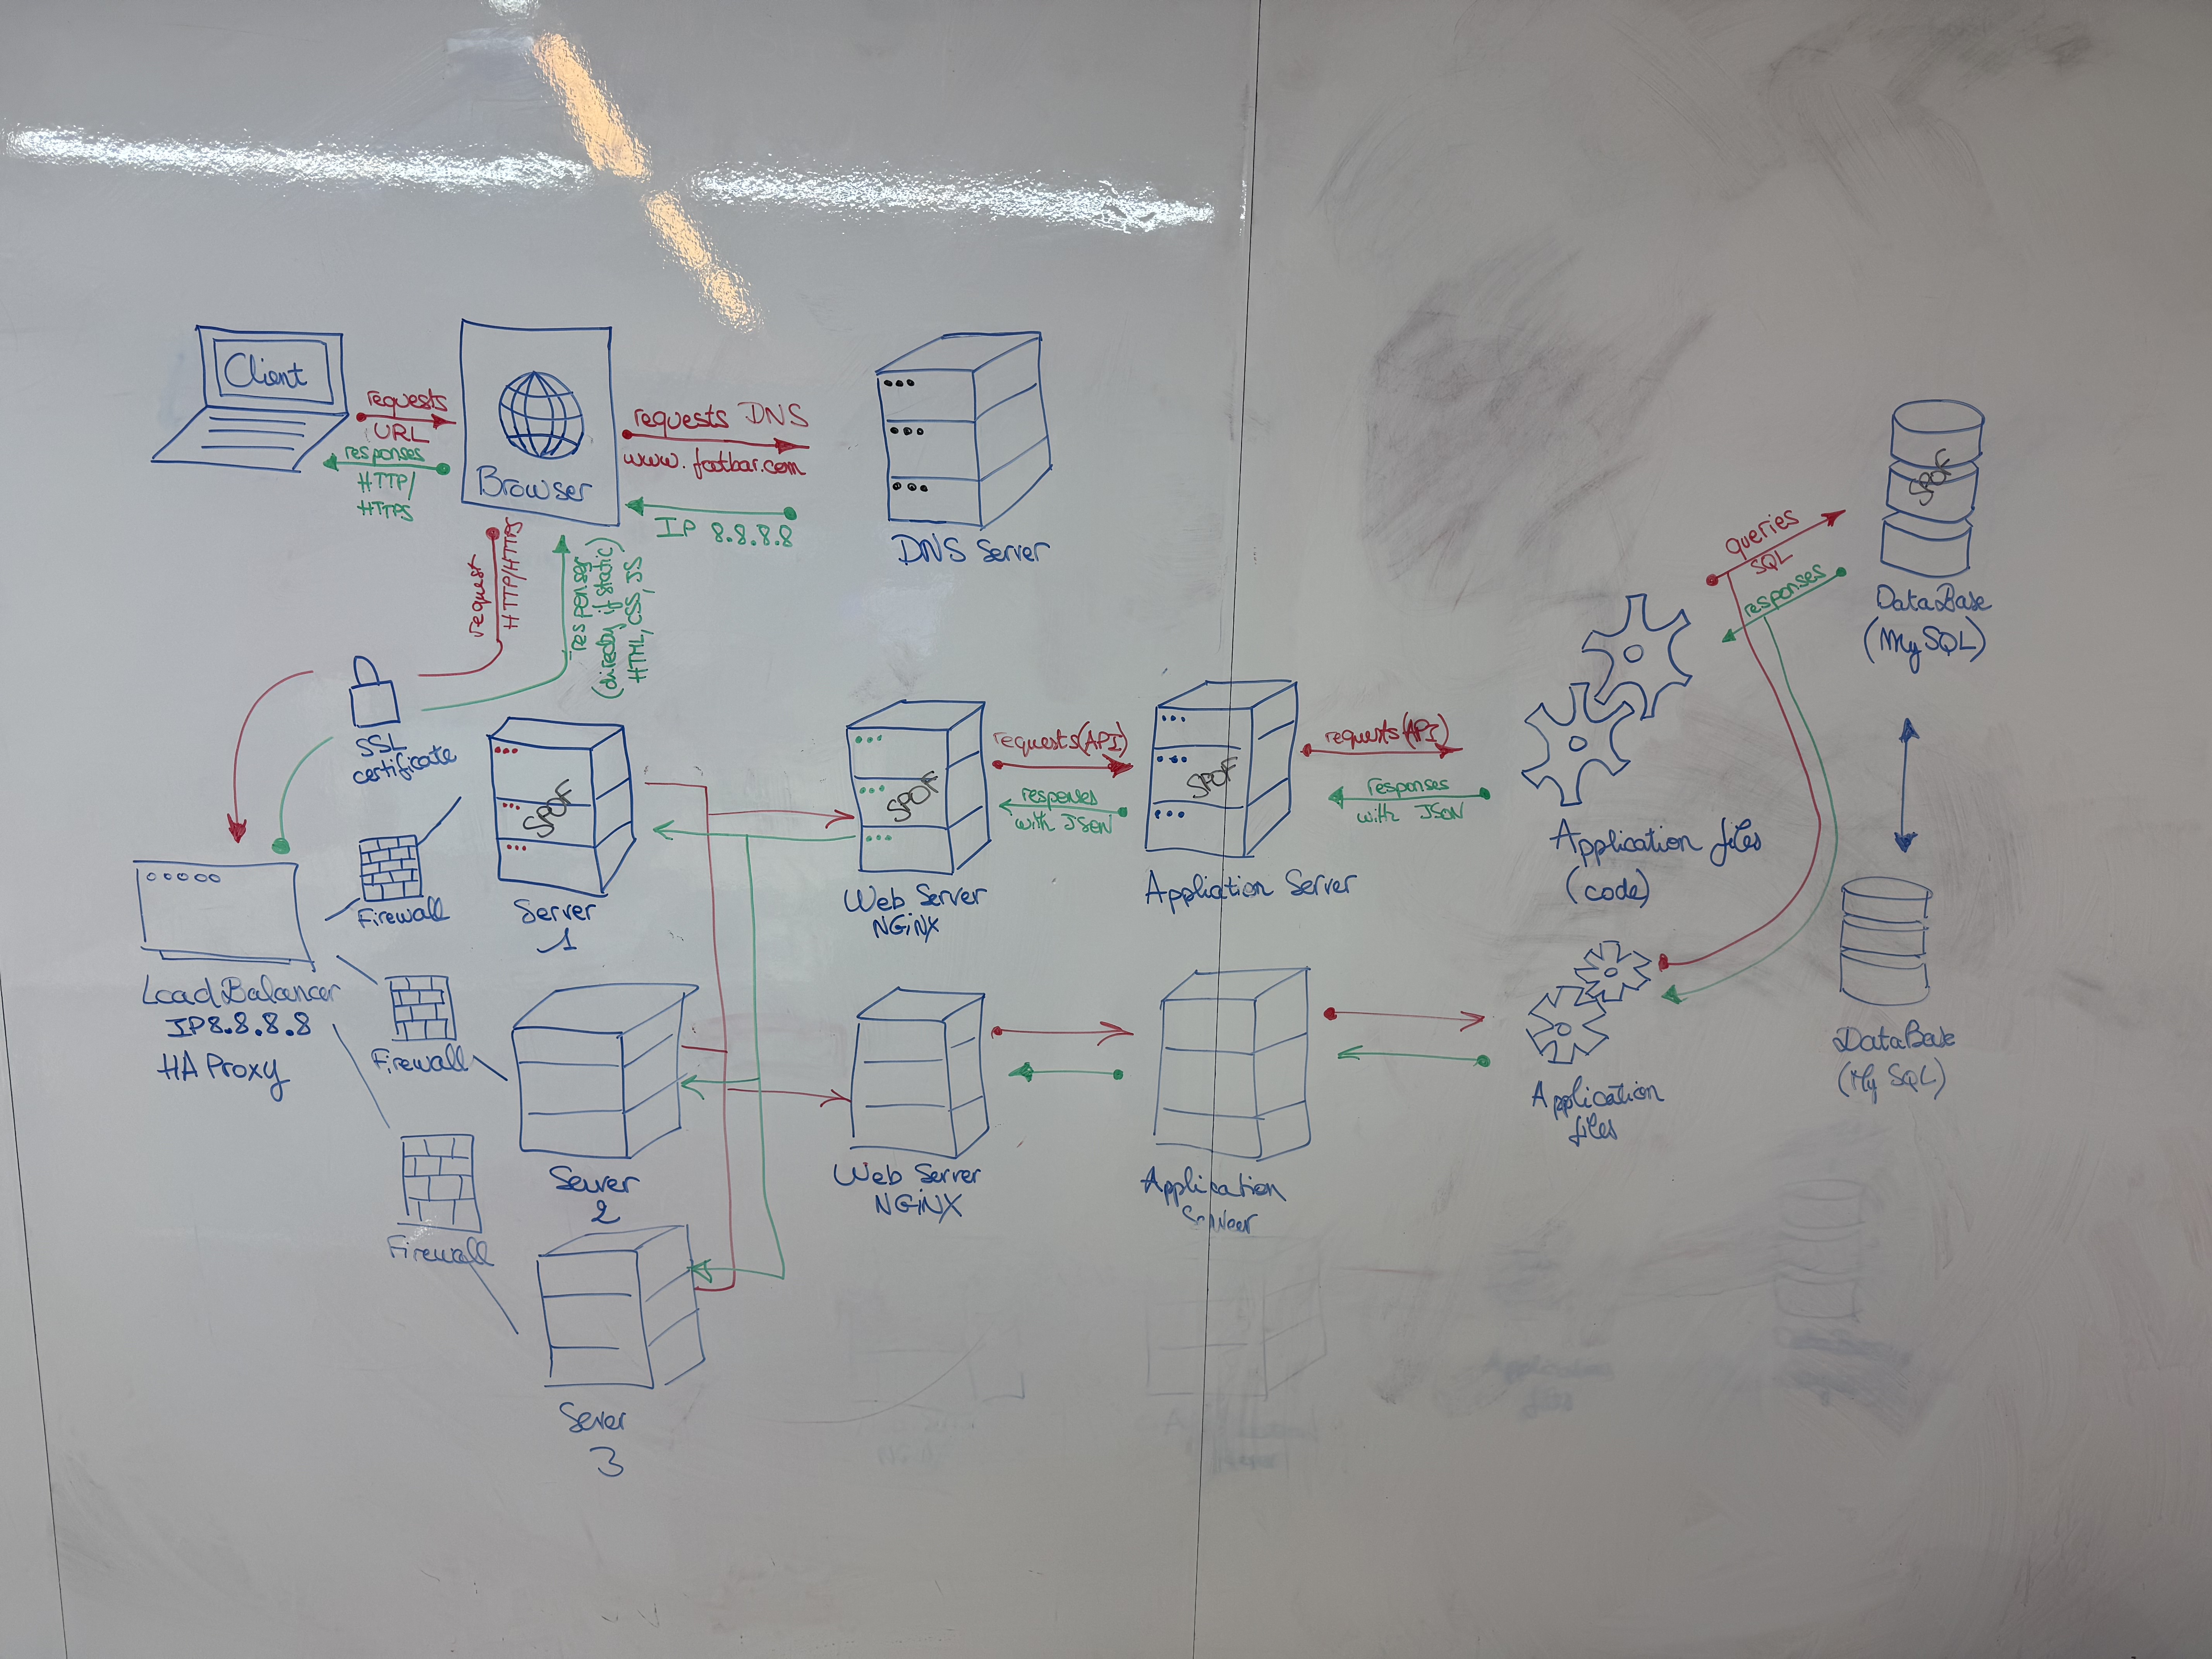 Client
requests
URL
responses
HTTP/
HTTPS
Browser
requests DNS
www.footbar.com
IP 8.8.8.8
DNS Server
request
HTTP/HTTPS
responses
(directly if static)
HTML, CSS, JS
SSL
certificate
Firewall
Load Balancer
IP 8.8.8.8
HA Proxy
Firewall
Firewall
SPOF
Server
1
Server
2
Sever
3
SPOF
Web Server
NGiNX
requests (API)
responses
with JSON
SPOF
Application Server
requests (API)
responses
with JSON
Application files
(code)
queries
SQL
responses
SPOF
DataBase
(MySQL)
Web Server
NGiNX
Application
Server
Application
files
DataBase
(My SQL)